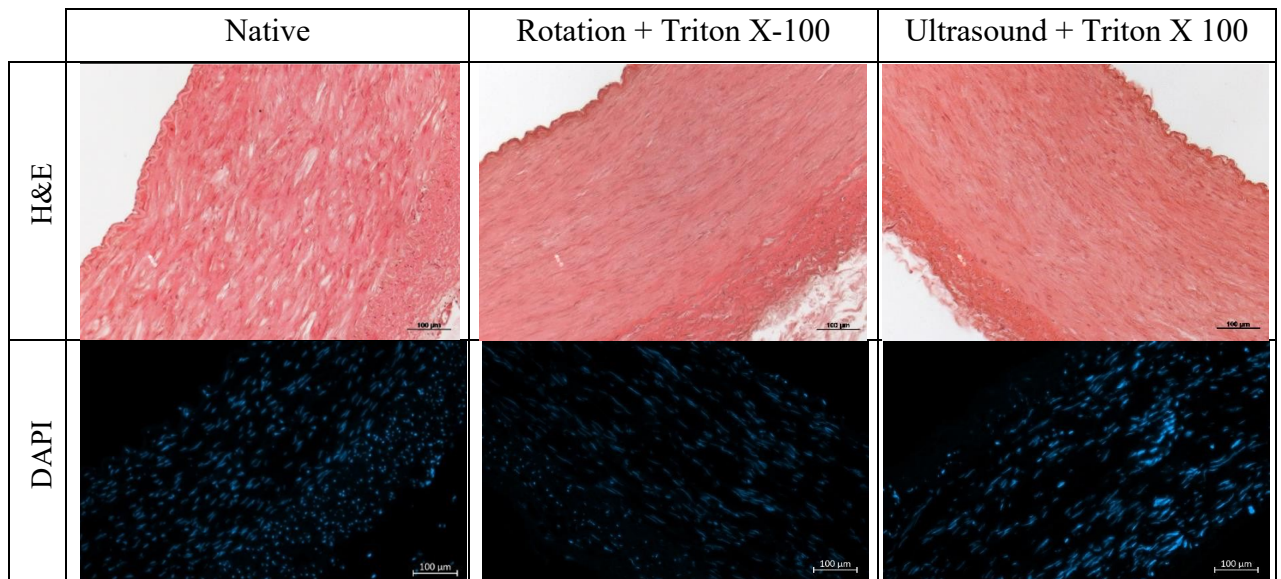 Native
Rotation + Triton X-100
Ultrasound + Triton X 100
H&E
100 µm
100 µm
100 µm
DAPI
100 µm
100 µm
100 µm